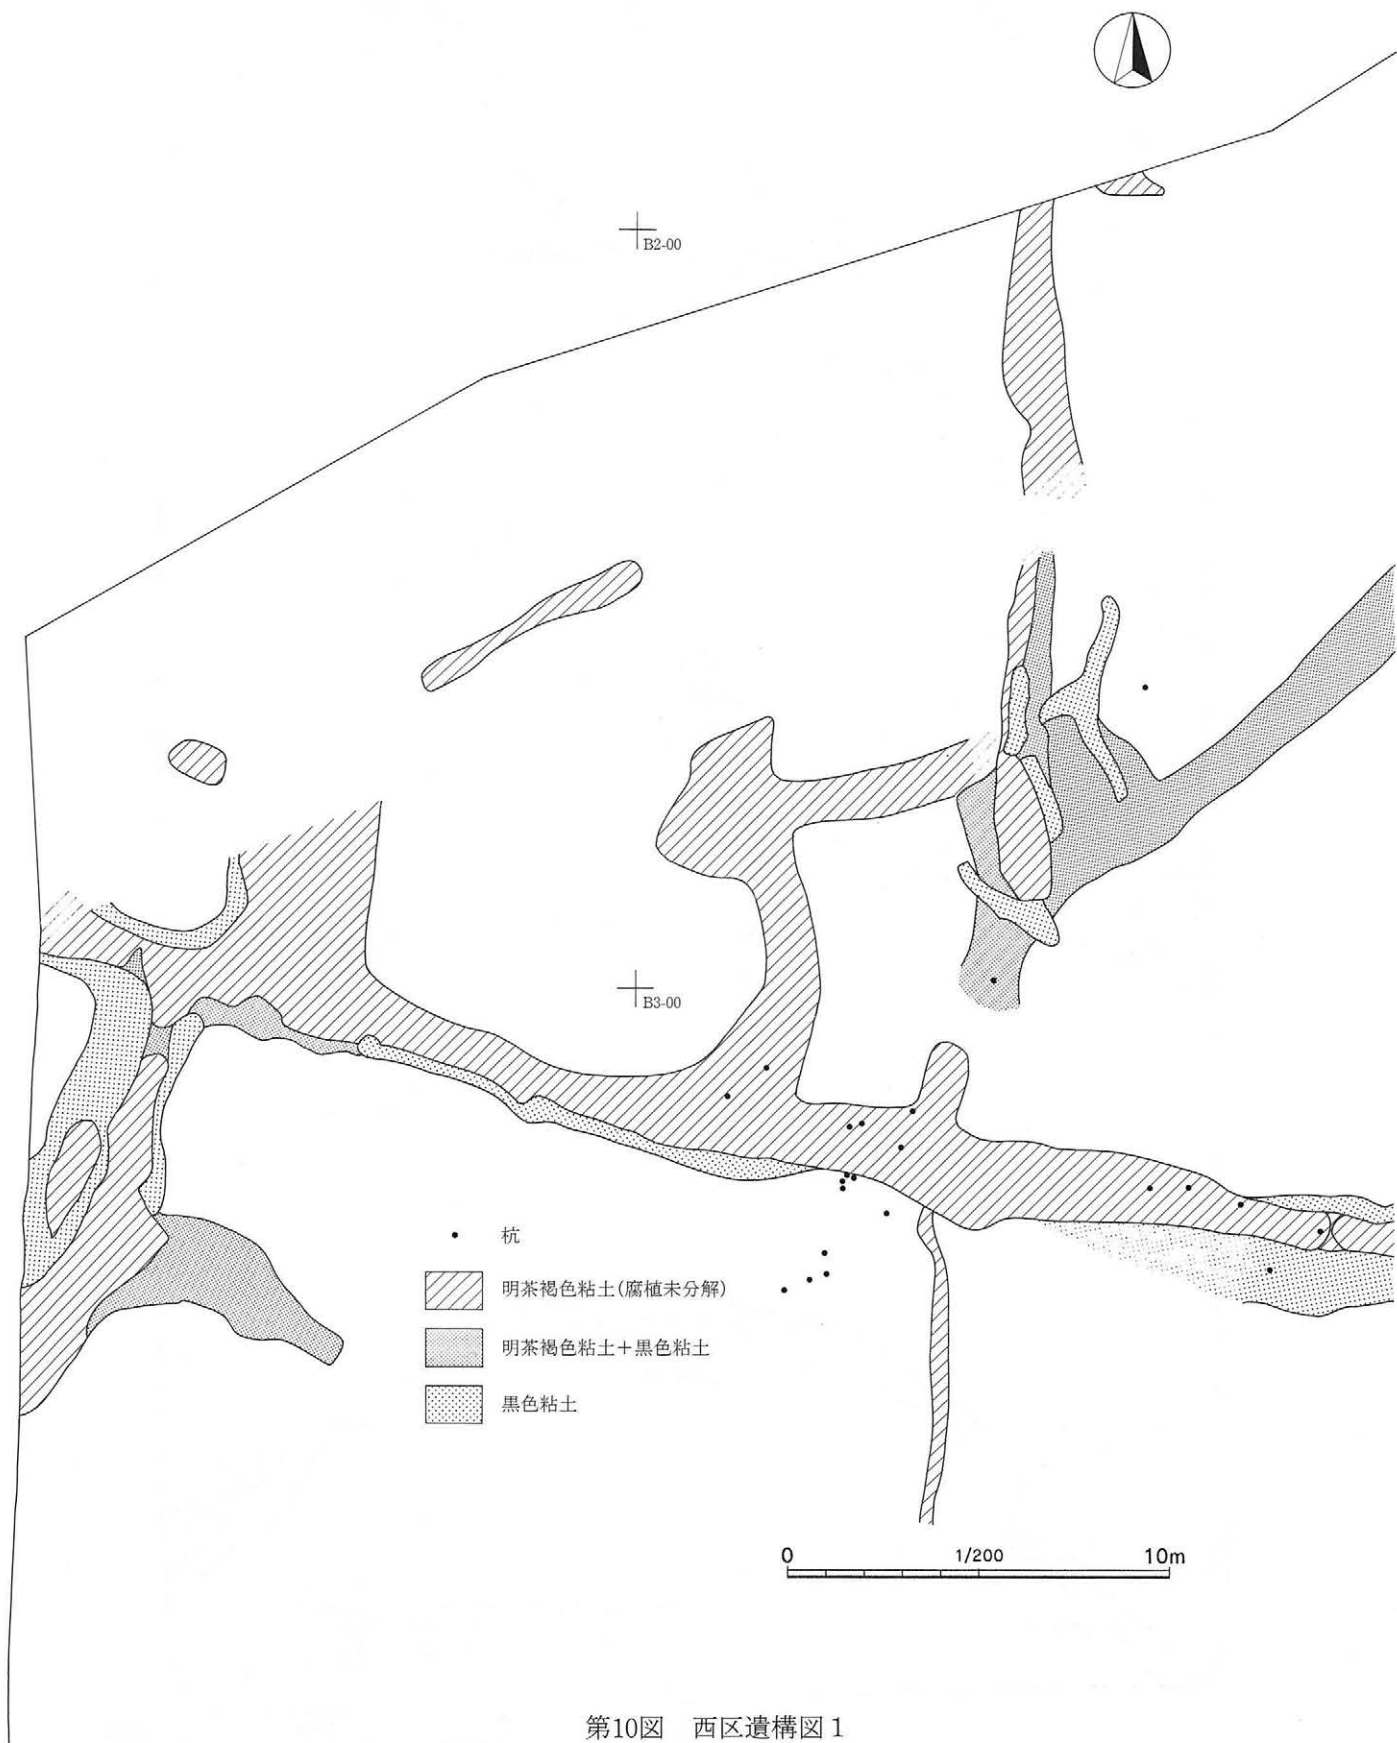 B2-00
B3-00
杭
明茶褐色粘土(腐植未分解)
明茶褐色粘土＋黒色粘土
黒色粘土
0 1/200 10m
第10図 西区遺構図１